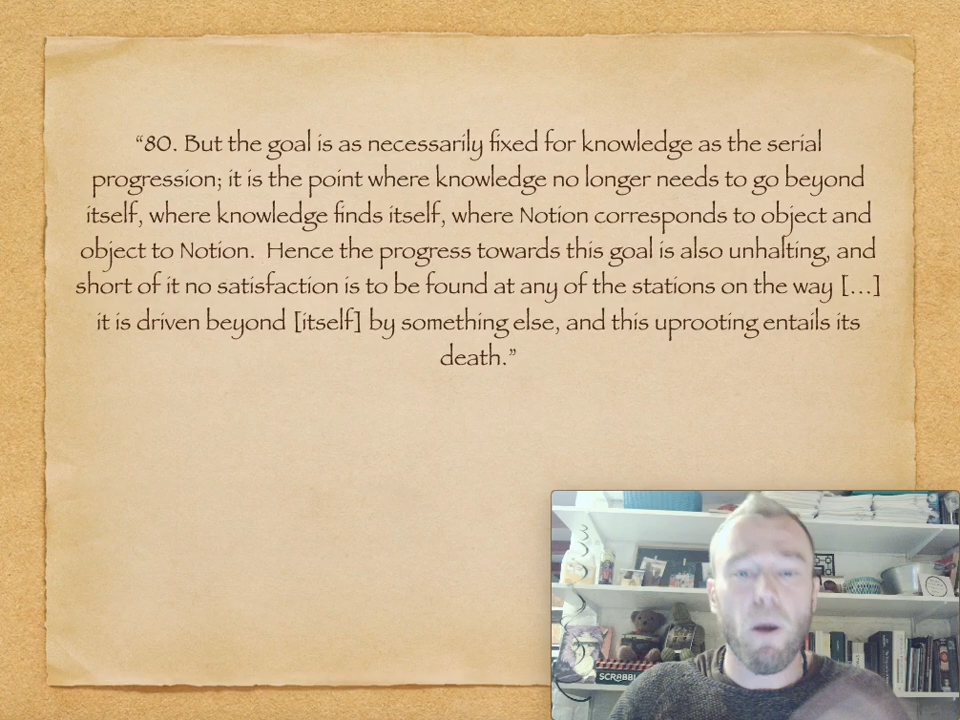 “80. But the goal is as necessarily fixed for knowledge as the serial
progression; it is the point where knowledge no longer needs to go beyond
itself, where knowledge finds itself, where Notion corresponds to object and
object to Notion.  Hence the progress towards this goal is also unhalting, and
short of it no satisfaction is to be found at any of the stations on the way [...]
it is driven beyond [itself] by something else, and this uprooting entails its
death.”
SCRABBL